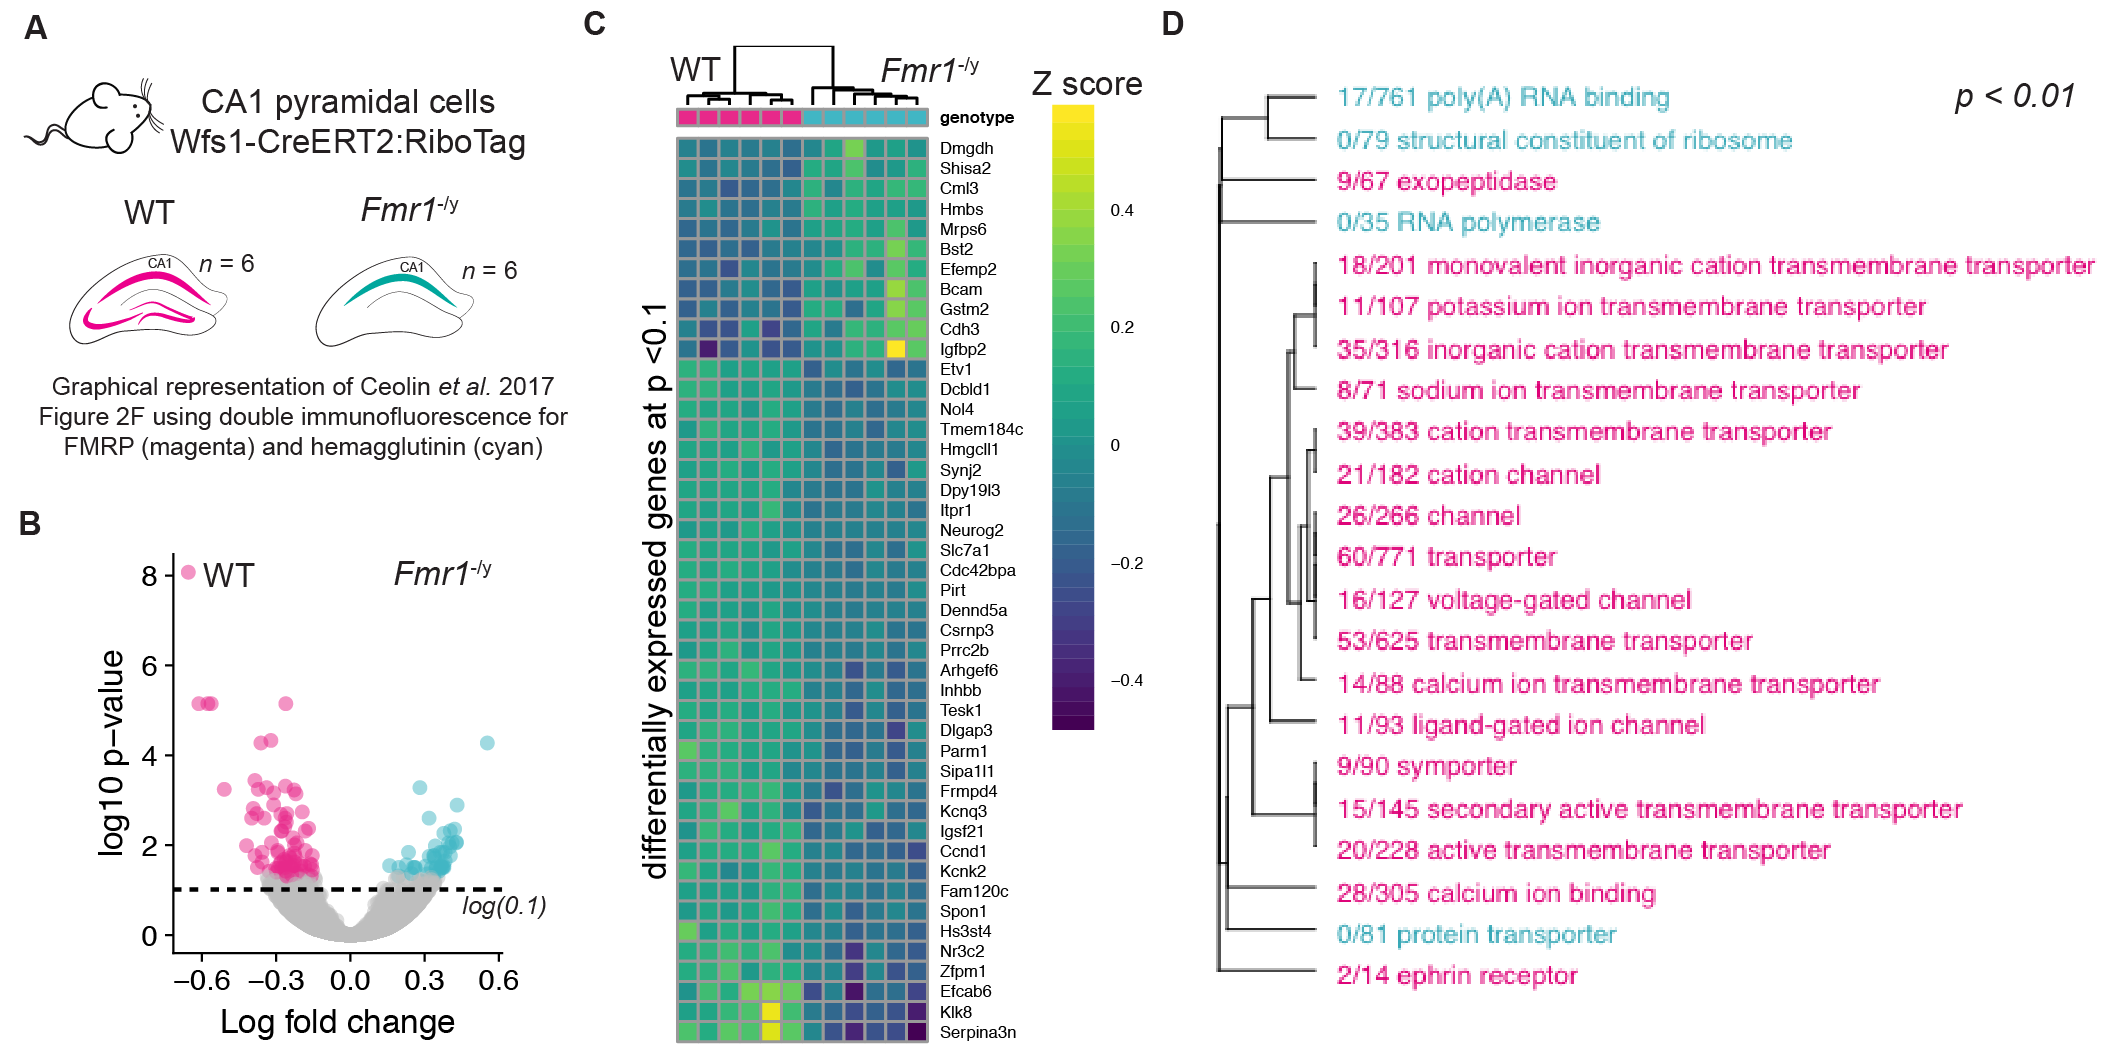 A
CA1 pyramidal cells
Wfs1-CreERT2:RiboTag
WT
Fmr1-/y
CA1
n = 6
CA1
n = 6
Graphical representation of Ceolin et al. 2017
Figure 2F using double immunofluorescence for
FMRP (magenta) and hemagglutinin (cyan)
B
WT
Fmr1-/y
log10 p−value
8
6
4
2
0
log(0.1)
−0.6
−0.3
0.0
0.3
0.6
Log fold change
C
WT
Fmr1-/y
Z score
genotype
differentially expressed genes at p <0.1
Dmgdh
Shisa2
Cml3
Hmbs
Mrps6
Bst2
Efemp2
Bcam
Gstm2
Cdh3
Igfbp2
Etv1
Dcbld1
Nol4
Tmem184c
Hmgcll1
Synj2
Dpy19l3
Itpr1
Neurog2
Slc7a1
Cdc42bpa
Pirt
Dennd5a
Csrnp3
Prrc2b
Arhgef6
Inhbb
Tesk1
Dlgap3
Parm1
Sipa1l1
Frmpd4
Kcnq3
Igsf21
Ccnd1
Kcnk2
Fam120c
Spon1
Hs3st4
Nr3c2
Zfpm1
Efcab6
Klk8
Serpina3n
0.4
0.2
0
−0.2
−0.4
D
p < 0.01
17/761 poly(A) RNA binding
0/79 structural constituent of ribosome
9/67 exopeptidase
0/35 RNA polymerase
18/201 monovalent inorganic cation transmembrane transporter
11/107 potassium ion transmembrane transporter
35/316 inorganic cation transmembrane transporter
8/71 sodium ion transmembrane transporter
39/383 cation transmembrane transporter
21/182 cation channel
26/266 channel
60/771 transporter
16/127 voltage-gated channel
53/625 transmembrane transporter
14/88 calcium ion transmembrane transporter
11/93 ligand-gated ion channel
9/90 symporter
15/145 secondary active transmembrane transporter
20/228 active transmembrane transporter
28/305 calcium ion binding
0/81 protein transporter
2/14 ephrin receptor